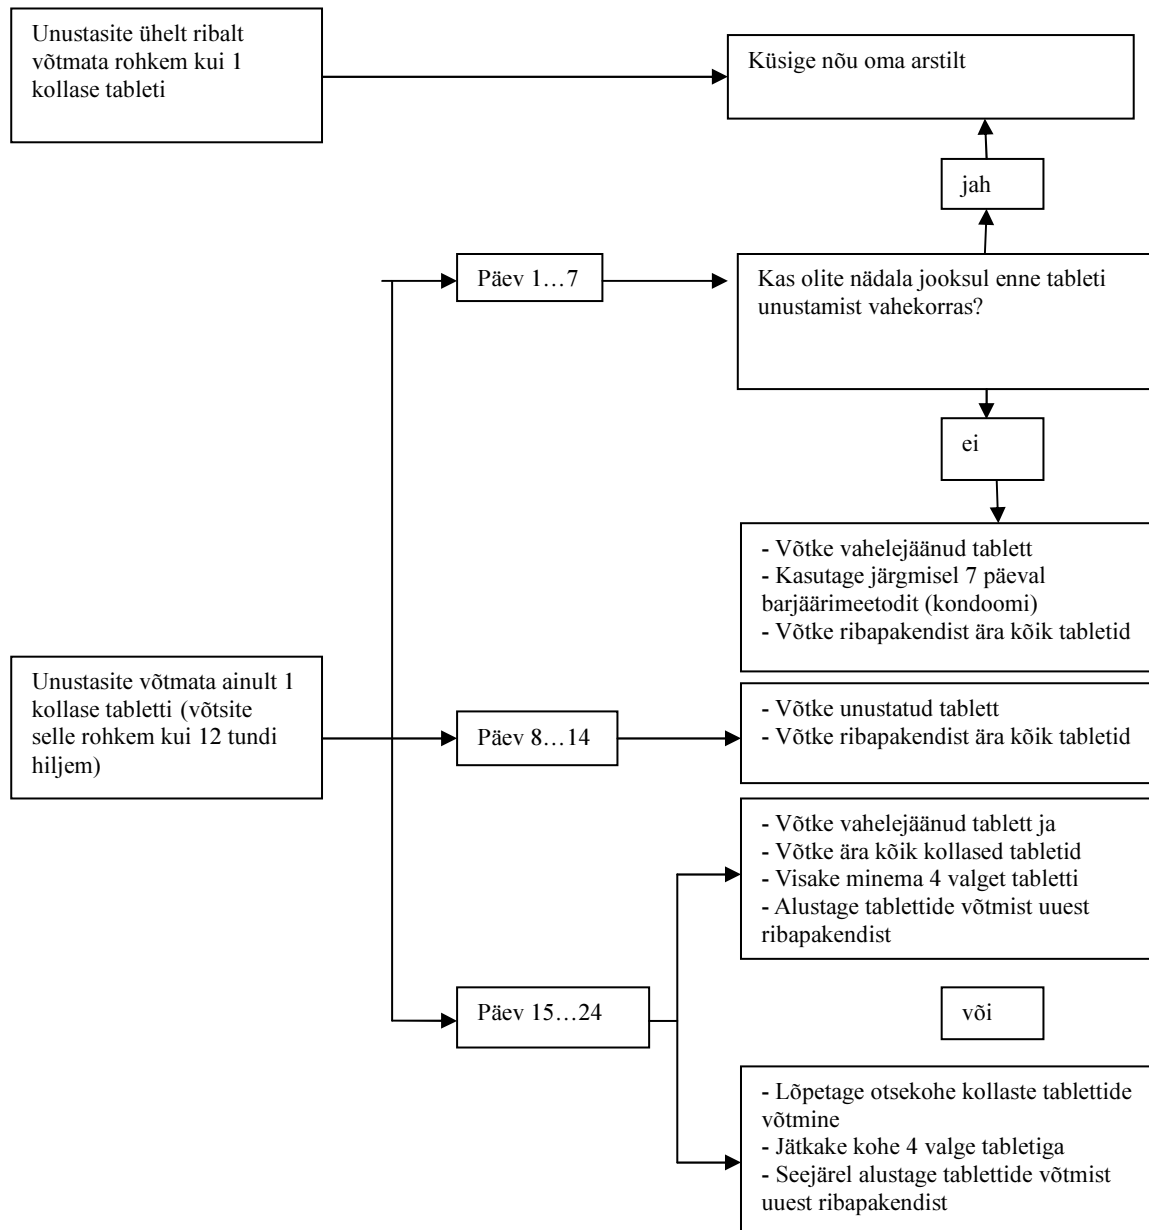 Unustasite ühelt ribalt
võtmata rohkem kui 1
kollase tableti
Küsige nõu oma arstilt
jah
Päev 1…7
Kas olite nädala jooksul enne tableti
unustamist vahekorras?
ei
- Võtke vahelejäänud tablett
- Kasutage järgmisel 7 päeval
barjäärimeetodit (kondoomi)
- Võtke ribapakendist ära kõik tabletid
Unustasite võtmata ainult 1
kollase tabletti (võtsite
selle rohkem kui 12 tundi
hiljem)
Päev 8…14
- Võtke unustatud tablett
- Võtke ribapakendist ära kõik tabletid
- Võtke vahelejäänud tablett ja
- Võtke ära kõik kollased tabletid
- Visake minema 4 valget tabletti
- Alustage tablettide võtmist uuest
ribapakendist
Päev 15…24
või
- Lõpetage otsekohe kollaste tablettide
võtmine
- Jätkake kohe 4 valge tabletiga
- Seejärel alustage tablettide võtmist
uuest ribapakendist